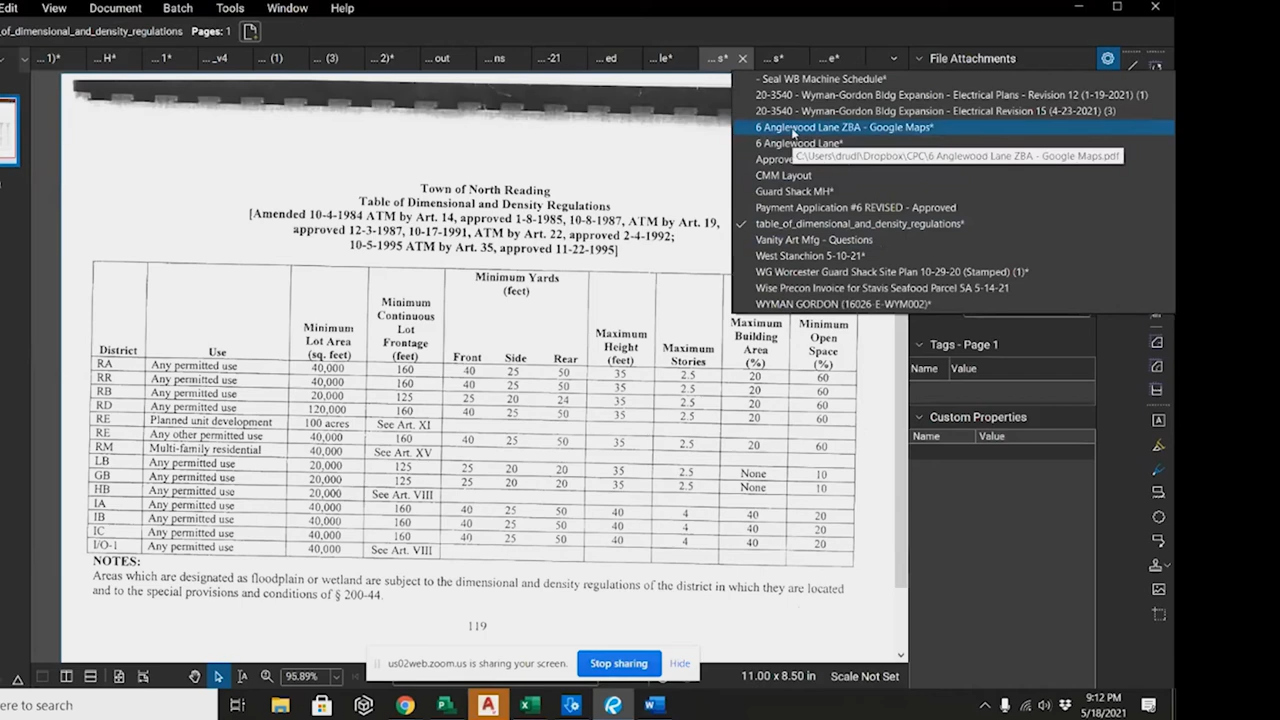 Edit View Document Batch Tools Window Help
_of_dimensional_and_density_regulations Pages: 1
... 1)* ... H* ... 1* ... _v4 ... (1) ... (3) ... 2)* ... out ... ns ... -21 ... ed ... le* ... s* ... s* ... e* File Attachments
- Seal WB Machine Schedule*
20-3540 - Wyman-Gordon Bldg Expansion - Electrical Plans - Revision 12 (1-19-2021) (1)
20-3540 - Wyman-Gordon Bldg Expansion - Electrical Revision 15 (4-23-2021) (3)
6 Anglewood Lane ZBA - Google Maps*
6 Anglewood Lane*
C:\Users\drudi\Dropbox\CPC\6 Anglewood Lane ZBA - Google Maps.pdf
CMM Layout
Guard Shack MH*
Payment Application #6 REVISED - Approved
table_of_dimensional_and_density_regulations*
Vanity Art Mfg - Questions
West Stanchion 5-10-21*
WG Worcester Guard Shack Site Plan 10-29-20 (Stamped) (1)*
Wise Precon Invoice for Stavis Seafood Parcel 5A 5-14-21
WYMAN GORDON (16026-E-WYM002)*
Town of North Reading
Table of Dimensional and Density Regulations
[Amended 10-4-1984 ATM by Art. 14, approved 1-8-1985, 10-8-1987, ATM by Art. 19,
approved 12-3-1987, 10-17-1991, ATM by Art. 22, approved 2-4-1992;
10-5-1995 ATM by Art. 35, approved 11-22-1995]
Minimum Yards
(feet)
District Use Minimum Lot Area (sq. feet) Minimum Continuous Lot Frontage (feet) Front Side Rear Maximum Height (feet) Maximum Stories Maximum Building Area (%) Minimum Open Space (%)
RA Any permitted use 40,000 160 40 25 50 35 2.5 20 60
RR Any permitted use 40,000 160 40 25 50 35 2.5 20 60
RB Any permitted use 20,000 125 25 20 24 35 2.5 20 60
RD Any permitted use 120,000 160 40 25 50 35 2.5 20 60
RE Planned unit development 100 acres See Art. XI
RE Any other permitted use 40,000 160 40 25 50 35 2.5 20 60
RM Multi-family residential 40,000 See Art. XV
LB Any permitted use 20,000 125 25 20 20 35 2.5 None 10
GB Any permitted use 20,000 125 25 20 20 35 2.5 None 10
HB Any permitted use 20,000 See Art. VIII
IA Any permitted use 40,000 160 40 25 50 40 4 40 20
IB Any permitted use 40,000 160 40 25 50 40 4 40 20
IC Any permitted use 40,000 160 40 25 50 40 4 40 20
I/O-1 Any permitted use 40,000 See Art. VIII
NOTES:
Areas which are designated as floodplain or wetland are subject to the dimensional and density regulations of the district in which they are located
and to the special provisions and conditions of § 200-44.
119
Tags - Page 1
Name Value
Custom Properties
Name Value
us02web.zoom.us is sharing your screen. Stop sharing Hide
95.89% 11.00 x 8.50 in Scale Not Set
here to search
9:12 PM
5/18/2021